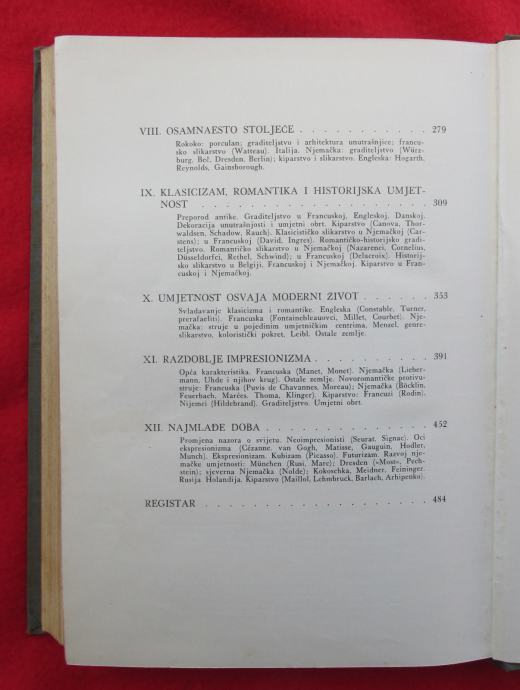 VIII. OSAMNAESTO STOLJEĆE . . . . . . . . . . . 279
Rokoko: porculan; graditeljstvo i arhitektura unutrašnjice; francu-
sko slikarstvo (Watteau). Italija. Njemačka: graditeljstvo (Würz-
burg, Beč, Dresden, Berlin); kiparstvo i slikarstvo. Engleska: Hogarth,
Reynolds, Gainsborough.
IX. KLASICIZAM, ROMANTIKA I HISTORIJSKA UMJET-
NOST . . . . . . . . . . . . . . . . . . . 309
Preporod antike. Graditeljstvo u Francuskoj, Engleskoj, Danskoj.
Dekoracija unutrašnjosti i umjetni obrt. Kiparstvo (Canova, Thor-
waldsen, Schadow, Rauch). Klasicističko slikarstvo u Njemačkoj (Car-
stens); u Francuskoj (David, Ingres). Romantičko-historijsko gradi-
teljstvo. Romantičko slikarstvo u Njemačkoj (Nazarenci, Cornelius,
Düsseldorfci, Rethel, Schwind); u Francuskoj (Delacroix). Historij-
sko slikarstvo u Belgiji, Francuskoj i Njemačkoj. Kiparstvo u Fran-
cuskoj i Njemačkoj.
X. UMJETNOST OSVAJA MODERNI ŽIVOT . . . . . . . 353
Svladavanje klasicizma i romantike. Engleska (Constable, Turner,
prerafaeliti). Francuska (Fontainebleauovci, Millet, Courbet). Nje-
mačka: struje u pojedinim umjetničkim centrima, Menzel, genre-
slikarstvo, koloristički pokret, Leibl. Ostale zemlje.
XI. RAZDOBLJE IMPRESIONIZMA . . . . . . . . . . 391
Opća karakteristika. Francuska (Manet, Monet). Njemačka (Lieber-
mann, Uhde i njihov krug). Ostale zemlje. Novoromantičke protivu-
struje: Francuska (Puvis de Chavannes, Moreau); Njemačka (Böcklin,
Feuerbach, Marées, Thoma, Klinger). Kiparstvo: Francuzi (Rodin),
Nijemci (Hildebrand). Graditeljstvo. Umjetni obrt.
XII. NAJMLAĐE DOBA . . . . . . . . . . . . . . 452
Promjena nazora o svijetu. Neoimpresionisti (Seurat, Signac). Oci
ekspresionizma (Cézanne, van Gogh, Matisse, Gauguin, Hodler,
Munch). Ekspresionizam. Kubizam (Picasso). Futurizam. Razvoj nje-
mačke umjetnosti: München (Rusi, Marc); Dresden (»Most«, Pech-
stein); sjeverna Njemačka (Nolde); Kokoschka, Meidner, Feininger.
Rusija Holandija. Kiparstvo (Maillol, Lehmbruck, Barlach, Arhipenko).
REGISTAR . . . . . . . . . . . . . . . . . . 484